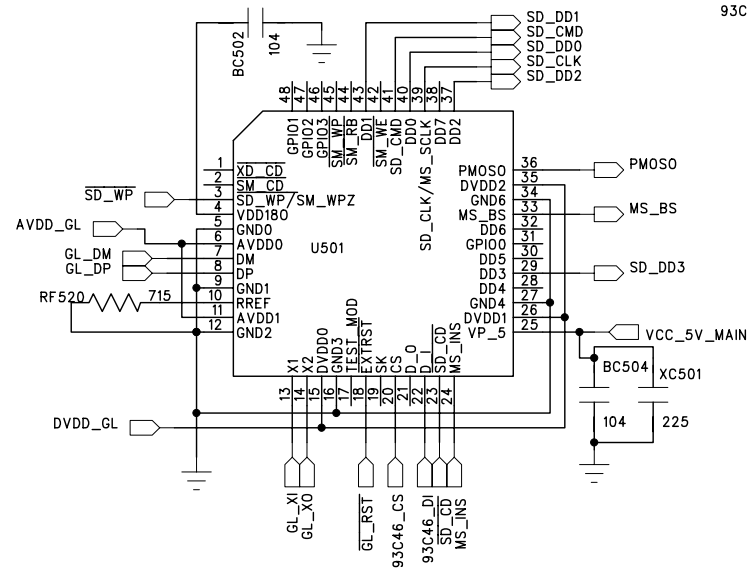 93C
BC502
104
SD_DD1
SD_CMD
SD_DD0
SD_CLK
SD_DD2
48
47
46
45
44
43
42
41
40
39
38
37
GPIO1
GPIO2
GPIO3
SM_WP
SM_RB
DD1
SM_WE
SD_CMD
DD0
SD_CLK/MS_SCLK
DD7
DD2
1 XD_CD
2 SM_CD
3 SD_WP/SM_WPZ
4 VDD18O
5 GND0
6 AVDD0
7 DM
8 DP
9 GND1
10 RREF
11 AVDD1
12 GND2
SD_WP
AVDD_GL
GL_DM
GL_DP
RF520
715
U501
PMOSO 36
DVDD2 35
GND6 34
MS_BS 33
DD6 32
GPIO0 31
DD5 30
DD3 29
DD4 28
GND4 27
DVDD1 26
VP_5 25
PMOSO
MS_BS
SD_DD3
VCC_5V_MAIN
BC504
XC501
104
225
X1
X2
DVDD0
GND3
TEST_MOD
EXTRST
SK
CS
D_O
D_I
SD_CD
MS_INS
13
14
15
16
17
18
19
20
21
22
23
24
DVDD_GL
GL_XI
GL_XO
GL_RST
93C46_CS
93C46_DI
SD_CD
MS_INS